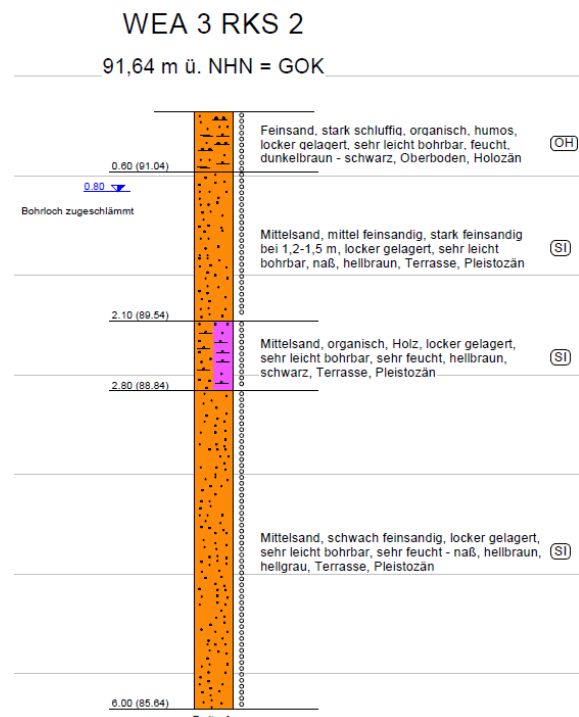 WEA 3 RKS 2
91,64 m ü. NHN = GOK
Feinsand, stark schluffig, organisch, humos,
locker gelagert, sehr leicht bohrbar, feucht,
dunkelbraun - schwarz, Oberboden, Holozän
OH
0.60 (91.04)
0.80
Bohrloch zugeschlämmt
Mittelsand, mittel feinsandig, stark feinsandig
bei 1,2-1,5 m, locker gelagert, sehr leicht
bohrbar, naß, hellbraun, Terrasse, Pleistozän
SI
2.10 (89.54)
Mittelsand, organisch, Holz, locker gelagert,
sehr leicht bohrbar, sehr feucht, hellbraun,
schwarz, Terrasse, Pleistozän
SI
2.80 (88.84)
Mittelsand, schwach feinsandig, locker gelagert,
sehr leicht bohrbar, sehr feucht - naß, hellbraun,
hellgrau, Terrasse, Pleistozän
SI
6.00 (85.64)